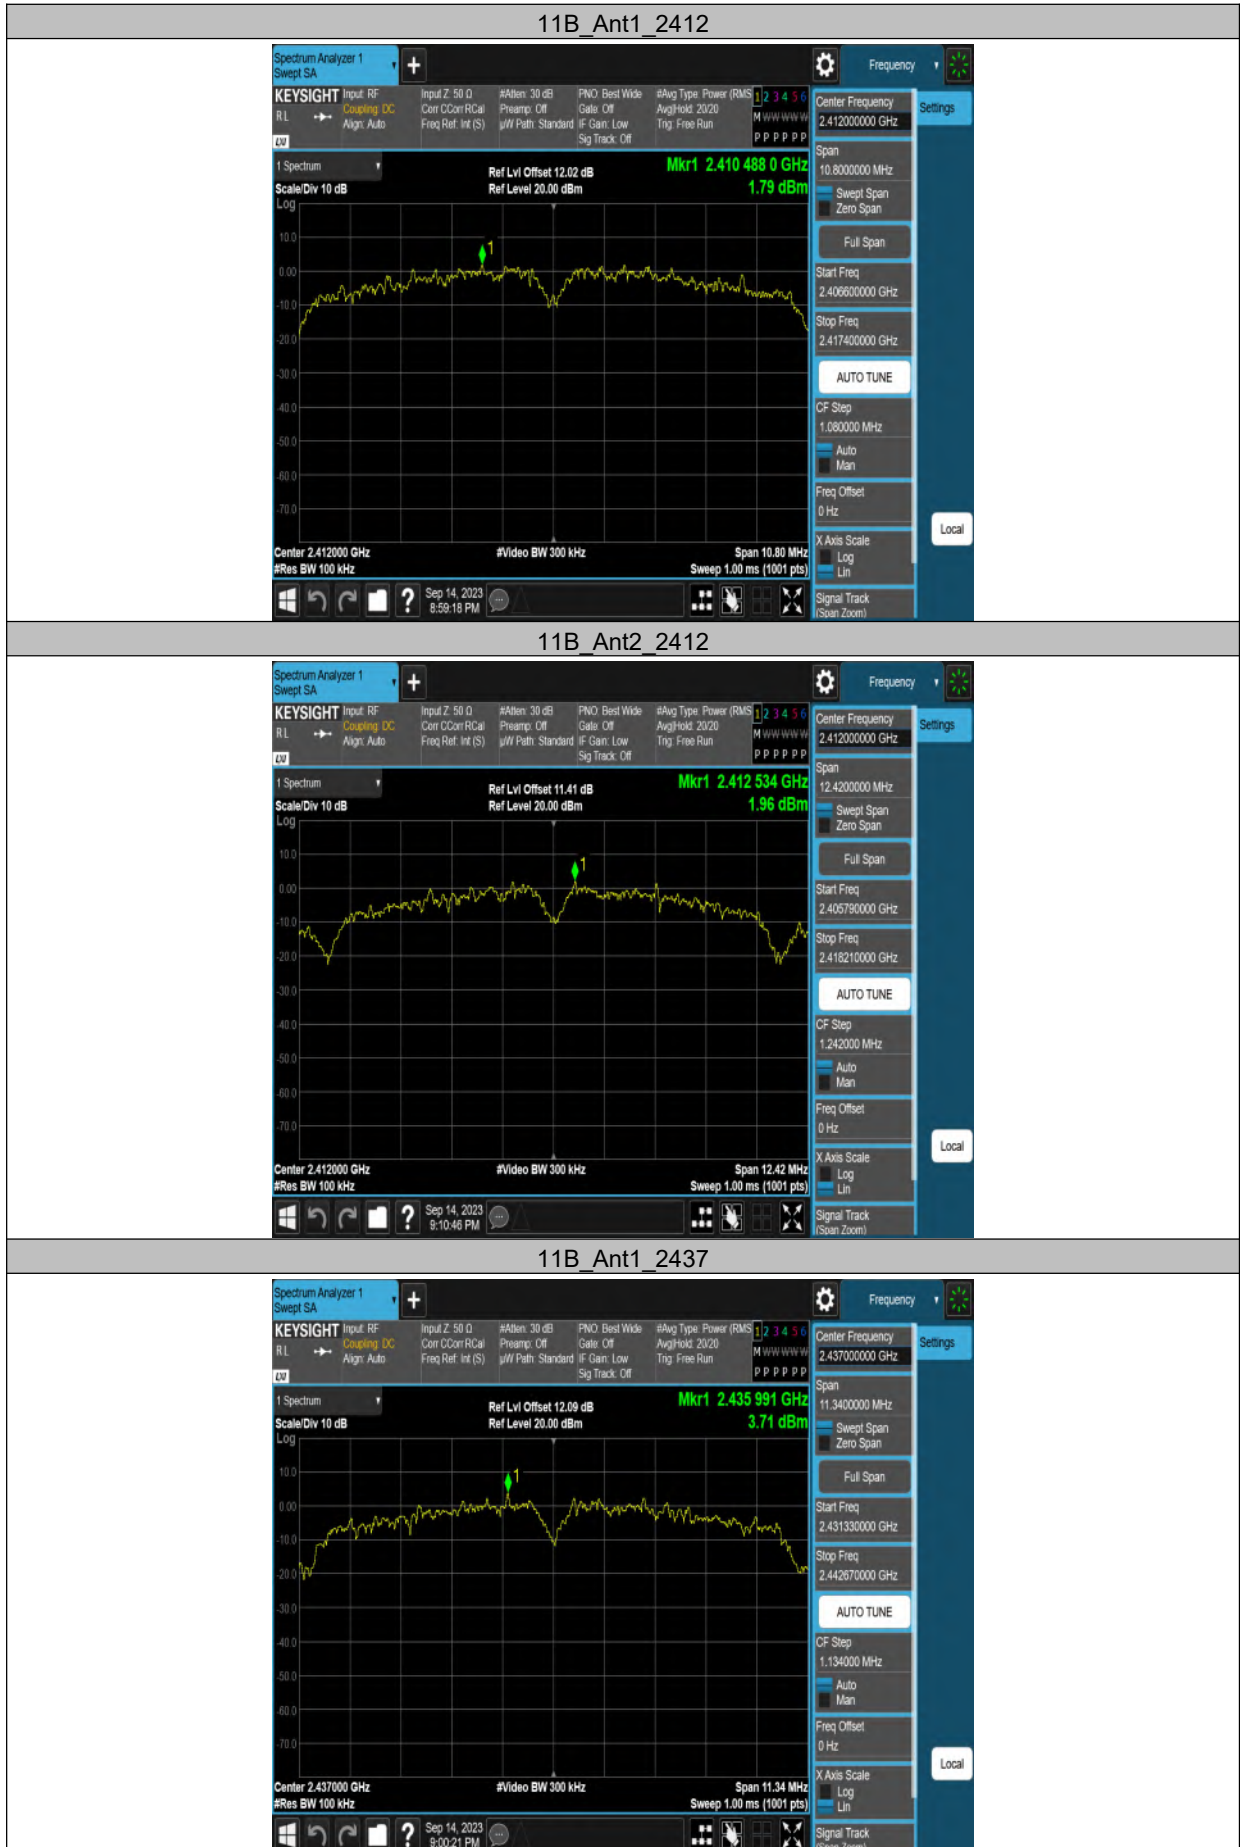 11B_Ant1_2412
Spectrum Analyzer 1
Swept SA
Frequency
KEYSIGHT
RL
Input: RF
Coupling: DC
Align: Auto
Input Z: 50 Ω
Corr CCorr RCal
Freq Ref: Int (S)
#Atten: 30 dB
Preamp: Off
µW Path: Standard
PNO: Best Wide
Gate: Off
IF Gain: Low
Sig Track: Off
#Avg Type: Power (RMS
Avg|Hold: 20/20
Trig: Free Run
1 2 3 4 5 6
M W W W W W
P P P P P P
LXI
1 Spectrum
Scale/Div 10 dB
Ref Lvl Offset 12.02 dB
Ref Level 20.00 dBm
Mkr1 2.410 488 0 GHz
1.79 dBm
Log
10.0
0.00
-10.0
-20.0
-30.0
-40.0
-50.0
-60.0
-70.0
1
Center 2.412000 GHz
#Res BW 100 kHz
#Video BW 300 kHz
Span 10.80 MHz
Sweep 1.00 ms (1001 pts)
Sep 14, 2023
8:59:18 PM
Center Frequency
2.412000000 GHz
Settings
Span
10.8000000 MHz
Swept Span
Zero Span
Full Span
Start Freq
2.406600000 GHz
Stop Freq
2.417400000 GHz
AUTO TUNE
CF Step
1.080000 MHz
Auto
Man
Freq Offset
0 Hz
X Axis Scale
Log
Lin
Signal Track
(Span Zoom)
Local
11B_Ant2_2412
Spectrum Analyzer 1
Swept SA
Frequency
KEYSIGHT
RL
Input: RF
Coupling: DC
Align: Auto
Input Z: 50 Ω
Corr CCorr RCal
Freq Ref: Int (S)
#Atten: 30 dB
Preamp: Off
µW Path: Standard
PNO: Best Wide
Gate: Off
IF Gain: Low
Sig Track: Off
#Avg Type: Power (RMS
Avg|Hold: 20/20
Trig: Free Run
1 2 3 4 5 6
M W W W W W
P P P P P P
LXI
1 Spectrum
Scale/Div 10 dB
Ref Lvl Offset 11.41 dB
Ref Level 20.00 dBm
Mkr1 2.412 534 GHz
1.96 dBm
Log
10.0
0.00
-10.0
-20.0
-30.0
-40.0
-50.0
-60.0
-70.0
1
Center 2.412000 GHz
#Res BW 100 kHz
#Video BW 300 kHz
Span 12.42 MHz
Sweep 1.00 ms (1001 pts)
Sep 14, 2023
9:10:46 PM
Center Frequency
2.412000000 GHz
Settings
Span
12.4200000 MHz
Swept Span
Zero Span
Full Span
Start Freq
2.405790000 GHz
Stop Freq
2.418210000 GHz
AUTO TUNE
CF Step
1.242000 MHz
Auto
Man
Freq Offset
0 Hz
X Axis Scale
Log
Lin
Signal Track
(Span Zoom)
Local
11B_Ant1_2437
Spectrum Analyzer 1
Swept SA
Frequency
KEYSIGHT
RL
Input: RF
Coupling: DC
Align: Auto
Input Z: 50 Ω
Corr CCorr RCal
Freq Ref: Int (S)
#Atten: 30 dB
Preamp: Off
µW Path: Standard
PNO: Best Wide
Gate: Off
IF Gain: Low
Sig Track: Off
#Avg Type: Power (RMS
Avg|Hold: 20/20
Trig: Free Run
1 2 3 4 5 6
M W W W W W
P P P P P P
LXI
1 Spectrum
Scale/Div 10 dB
Ref Lvl Offset 12.09 dB
Ref Level 20.00 dBm
Mkr1 2.435 991 GHz
3.71 dBm
Log
10.0
0.00
-10.0
-20.0
-30.0
-40.0
-50.0
-60.0
-70.0
1
Center 2.437000 GHz
#Res BW 100 kHz
#Video BW 300 kHz
Span 11.34 MHz
Sweep 1.00 ms (1001 pts)
Sep 14, 2023
9:00:21 PM
Center Frequency
2.437000000 GHz
Settings
Span
11.3400000 MHz
Swept Span
Zero Span
Full Span
Start Freq
2.431330000 GHz
Stop Freq
2.442670000 GHz
AUTO TUNE
CF Step
1.134000 MHz
Auto
Man
Freq Offset
0 Hz
X Axis Scale
Log
Lin
Signal Track
(Span Zoom)
Local